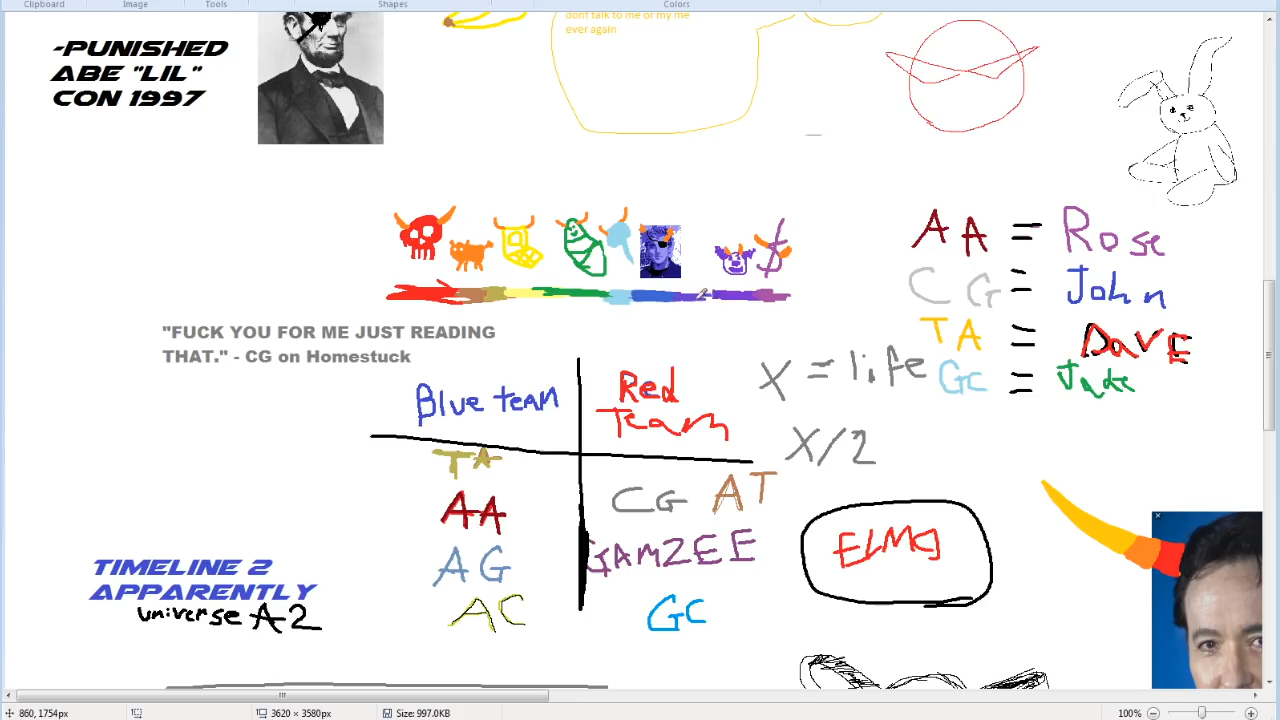 Clipboard
Image
Tools
Shapes
Colors
dont talk to me or my me
ever again
-PUNISHED
ABE "LIL"
CON 1997
AA = Rose
CG = John
TA = DavE
GC = Jade
"FUCK YOU FOR ME JUST READING
THAT." - CG on Homestuck
X = life
X/2
Blue team
Red
Team
TA
AA
AG
AC
CG AT
GAMZEE
GC
ELMO
TIMELINE 2
APPARENTLY
universe A2
860, 1754px
3620 × 3580px
Size: 997.0KB
100%